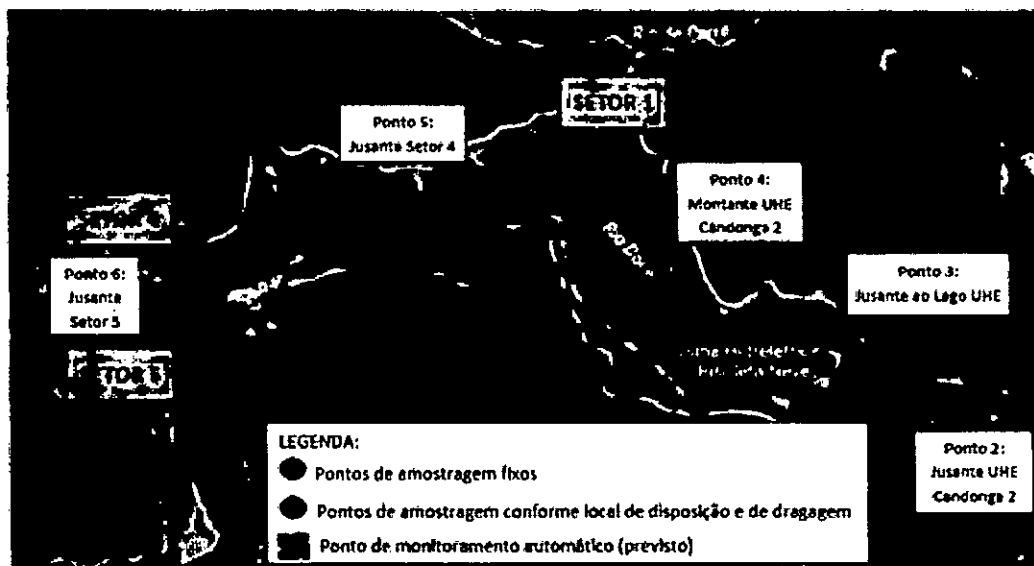 SETOR 1
Ponto 5:
Jusante Setor 4
Ponto 4:
Montante UHE
Candonga 2
Rio Doce
Ponto 6:
Jusante
Setor 5
Ponto 3:
Jusante ao Lago UHE
LEGENDA:
Pontos de amostragem fixos
Pontos de amostragem conforme local de disposição e de dragagem
Ponto de monitoramento automático (previsto)
Ponto 2:
Jusante UHE
Candonga 2